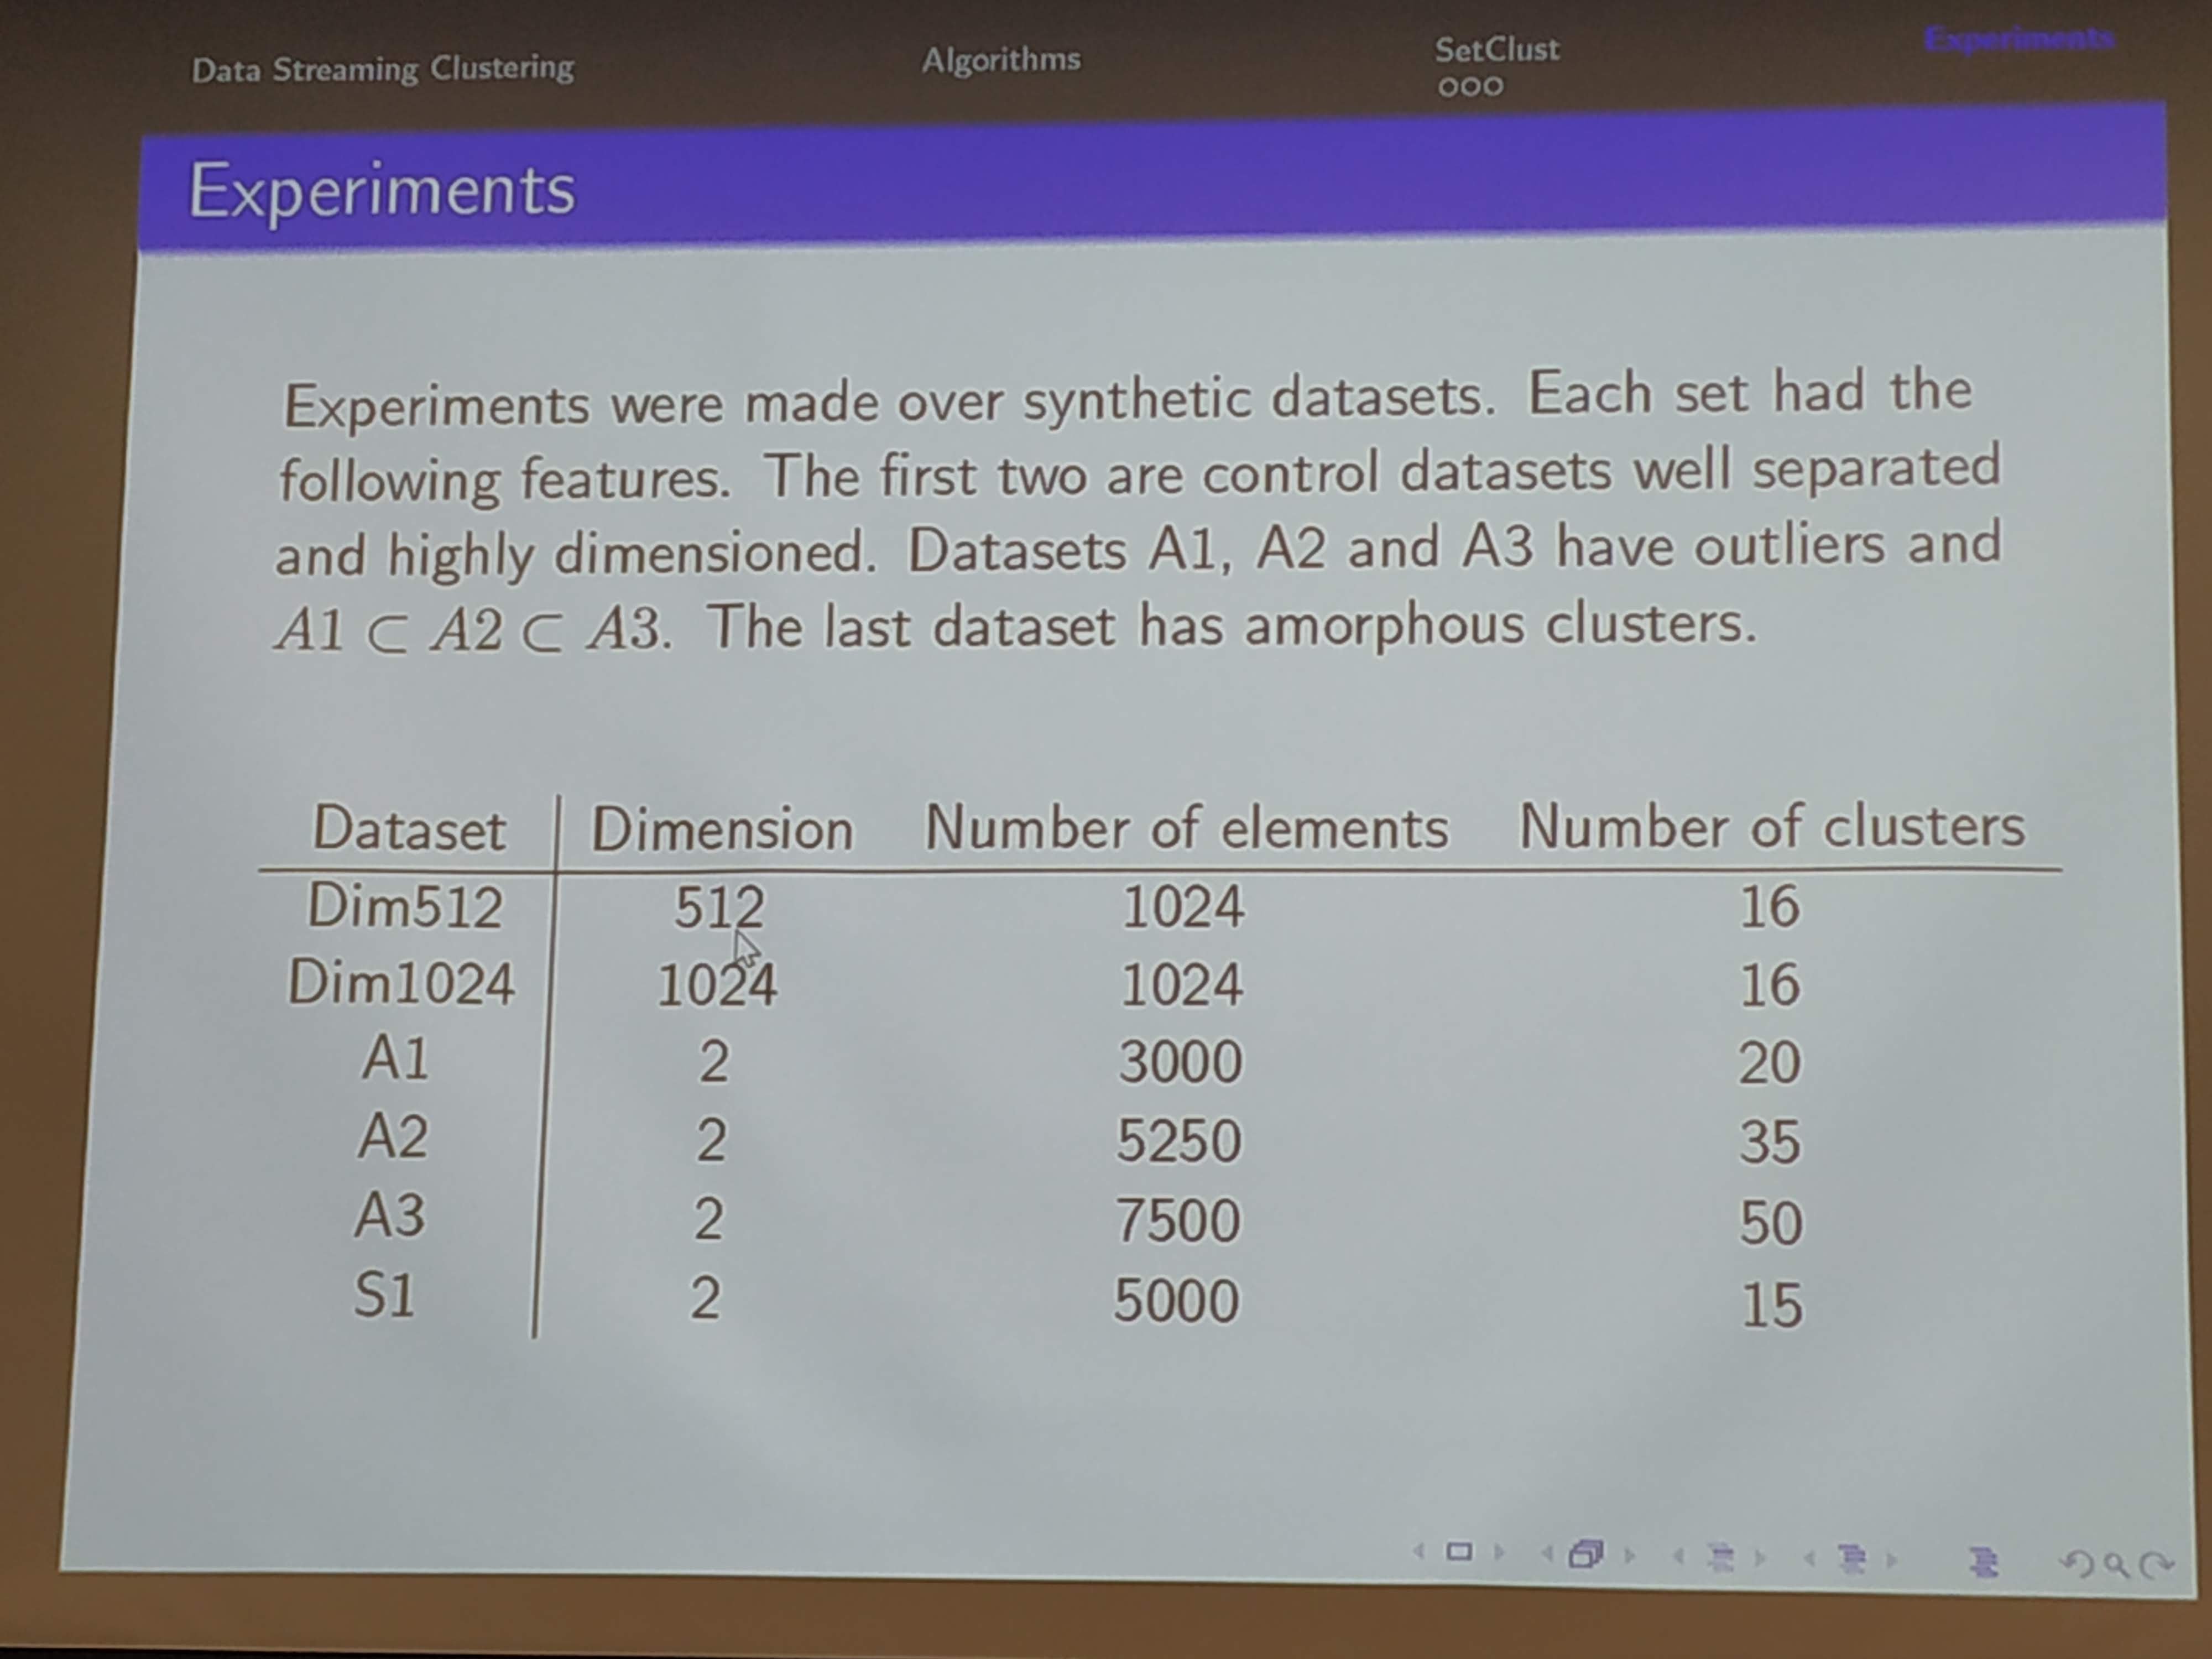 Data Streaming Clustering Algorithms SetClust Experiments
Experiments
Experiments were made over synthetic datasets. Each set had the
following features. The first two are control datasets well separated
and highly dimensioned. Datasets A1, A2 and A3 have outliers and
A1 ⊂ A2 ⊂ A3. The last dataset has amorphous clusters.
Dataset Dimension Number of elements Number of clusters
Dim512 512 1024 16
Dim1024 1024 1024 16
A1 2 3000 20
A2 2 5250 35
A3 2 7500 50
S1 2 5000 15